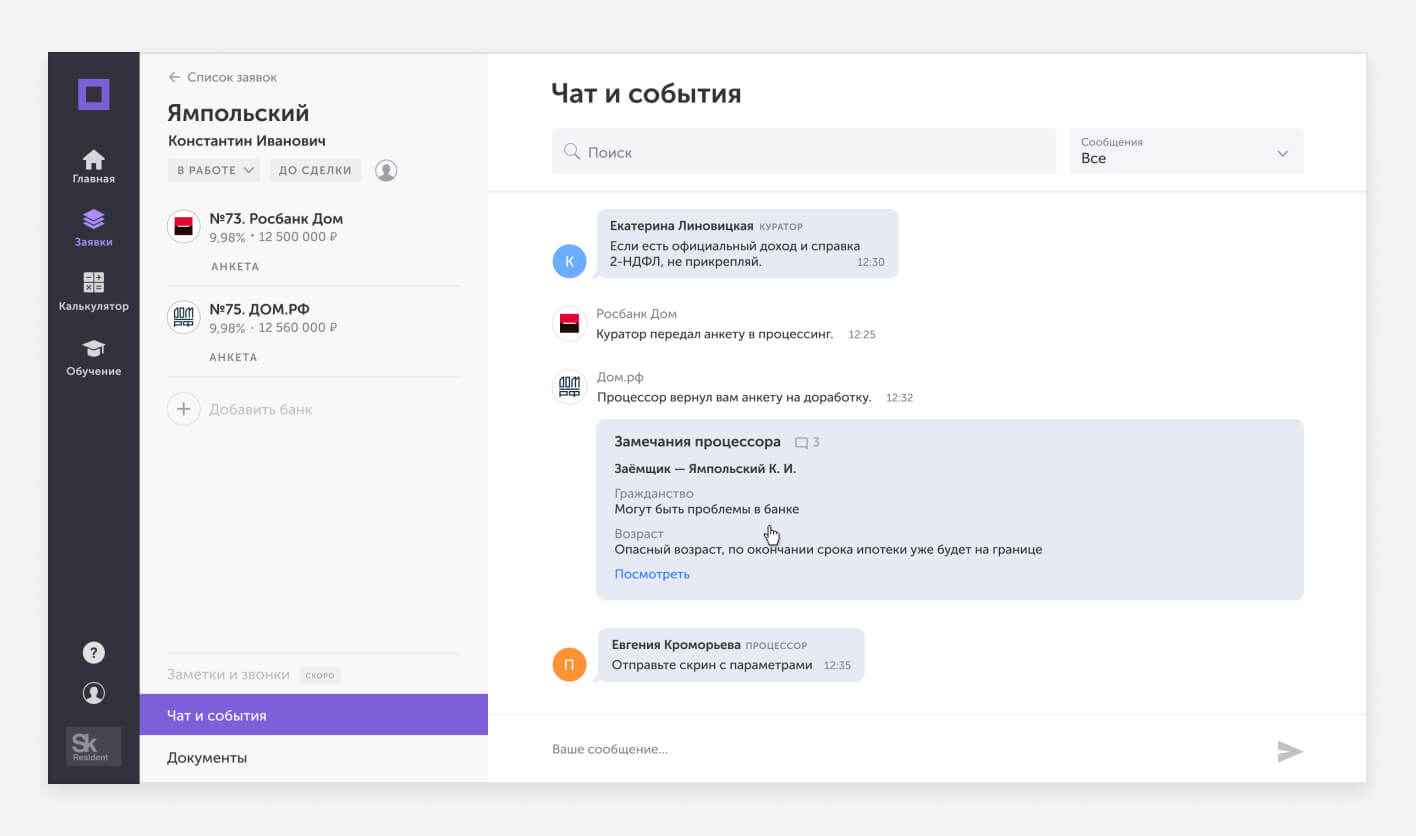 Главная
Заявки
Калькулятор
Обучение
?
Sk
Resident
Список заявок
Ямпольский
Константин Иванович
В РАБОТЕ
ДО СДЕЛКИ
№73. Росбанк Дом
9,98% · 12 500 000 ₽
АНКЕТА
ДОМ
РФ
№75. ДОМ.РФ
9,98% · 12 560 000 ₽
АНКЕТА
Добавить банк
Заметки и звонки СКОРО
Чат и события
Документы
Чат и события
Поиск
Сообщения
Все
К
Екатерина Линовицкая КУРАТОР
Если есть официальный доход и справка
2-НДФЛ, не прикрепляй. 12:30
Росбанк Дом
Куратор передал анкету в процессинг. 12:25
ДОМ
РФ
Дом.рф
Процессор вернул вам анкету на доработку. 12:32
Замечания процессора 3
Заёмщик — Ямпольский К. И.
Гражданство
Могут быть проблемы в банке
Возраст
Опасный возраст, по окончании срока ипотеки уже будет на границе
Посмотреть
П
Евгения Кроморьева ПРОЦЕССОР
Отправьте скрин с параметрами 12:35
Ваше сообщение...